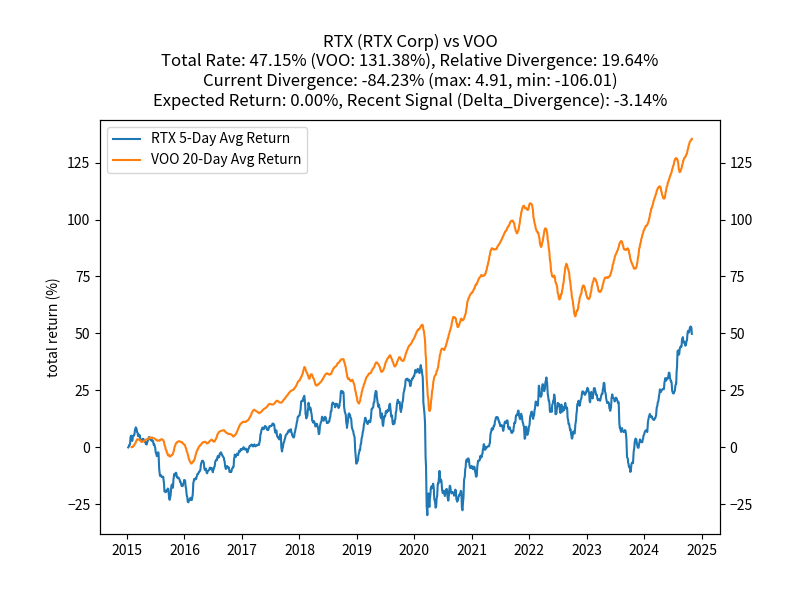 RTX (RTX Corp) vs VOO
Total Rate: 47.15% (VOO: 131.38%), Relative Divergence: 19.64%
Current Divergence: -84.23% (max: 4.91, min: -106.01)
Expected Return: 0.00%, Recent Signal (Delta_Divergence): -3.14%
RTX 5-Day Avg Return
VOO 20-Day Avg Return
total return (%)
125 125
100 100
75 75
50 50
25 25
0 0
−25 −25
2015 2016 2017 2018 2019 2020 2021 2022 2023 2024 2025